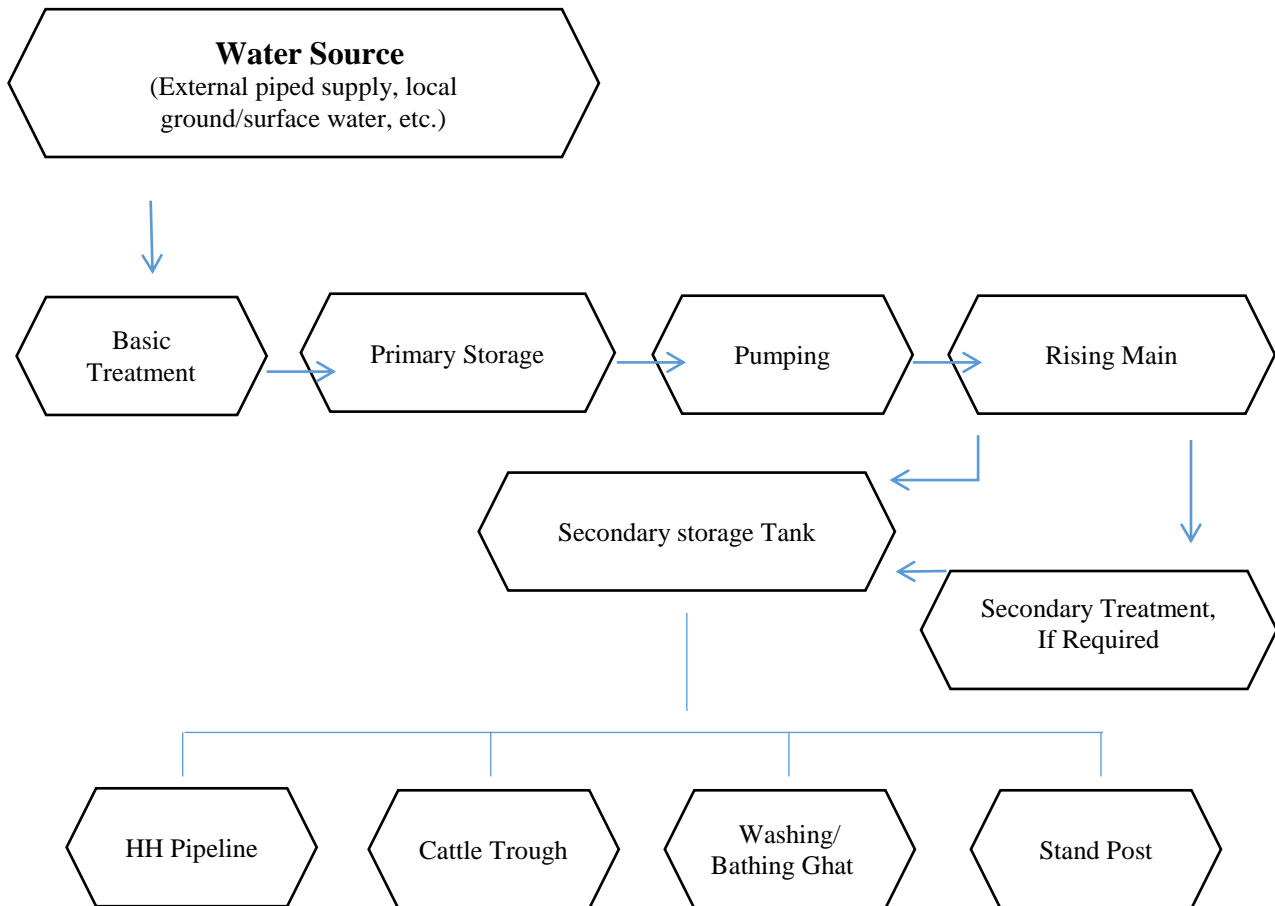 Water Source
(External piped supply, local
ground/surface water, etc.)
Basic
Treatment
Primary Storage
Pumping
Rising Main
Secondary storage Tank
Secondary Treatment,
If Required
HH Pipeline
Cattle Trough
Washing/
Bathing Ghat
Stand Post